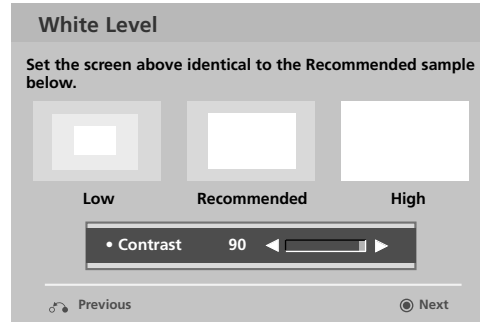 White Level
Set the screen above identical to the Recommended sample
below.
Low Recommended High
• Contrast 90
Previous Next